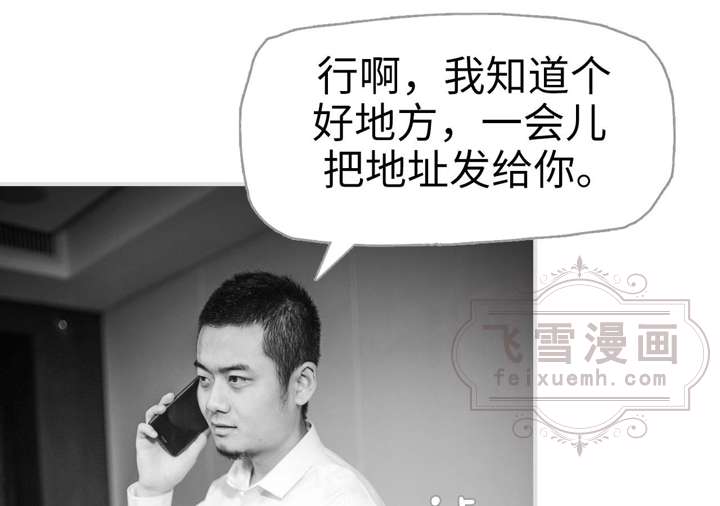 行啊，我知道个
好地方，一会儿
把地址发给你。
飞雪漫画
feixuemh.com